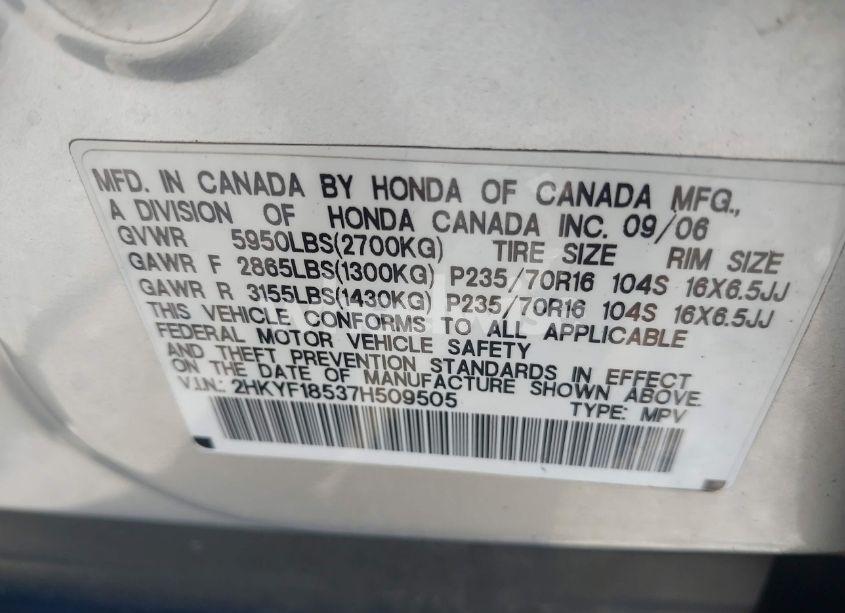 MFD. IN CANADA BY HONDA OF CANADA MFG.,
A DIVISION OF HONDA CANADA INC. 09/06
GVWR 5950LBS(2700KG) TIRE SIZE RIM SIZE
GAWR F 2865LBS(1300KG) P235/70R16 104S 16X6.5JJ
GAWR R 3155LBS(1430KG) P235/70R16 104S 16X6.5JJ
THIS VEHICLE CONFORMS TO ALL APPLICABLE
FEDERAL MOTOR VEHICLE SAFETY
AND THEFT PREVENTION STANDARDS IN EFFECT
ON THE DATE OF MANUFACTURE SHOWN ABOVE.
V.I.N.: 2HKYF18537H509505 TYPE: MPV